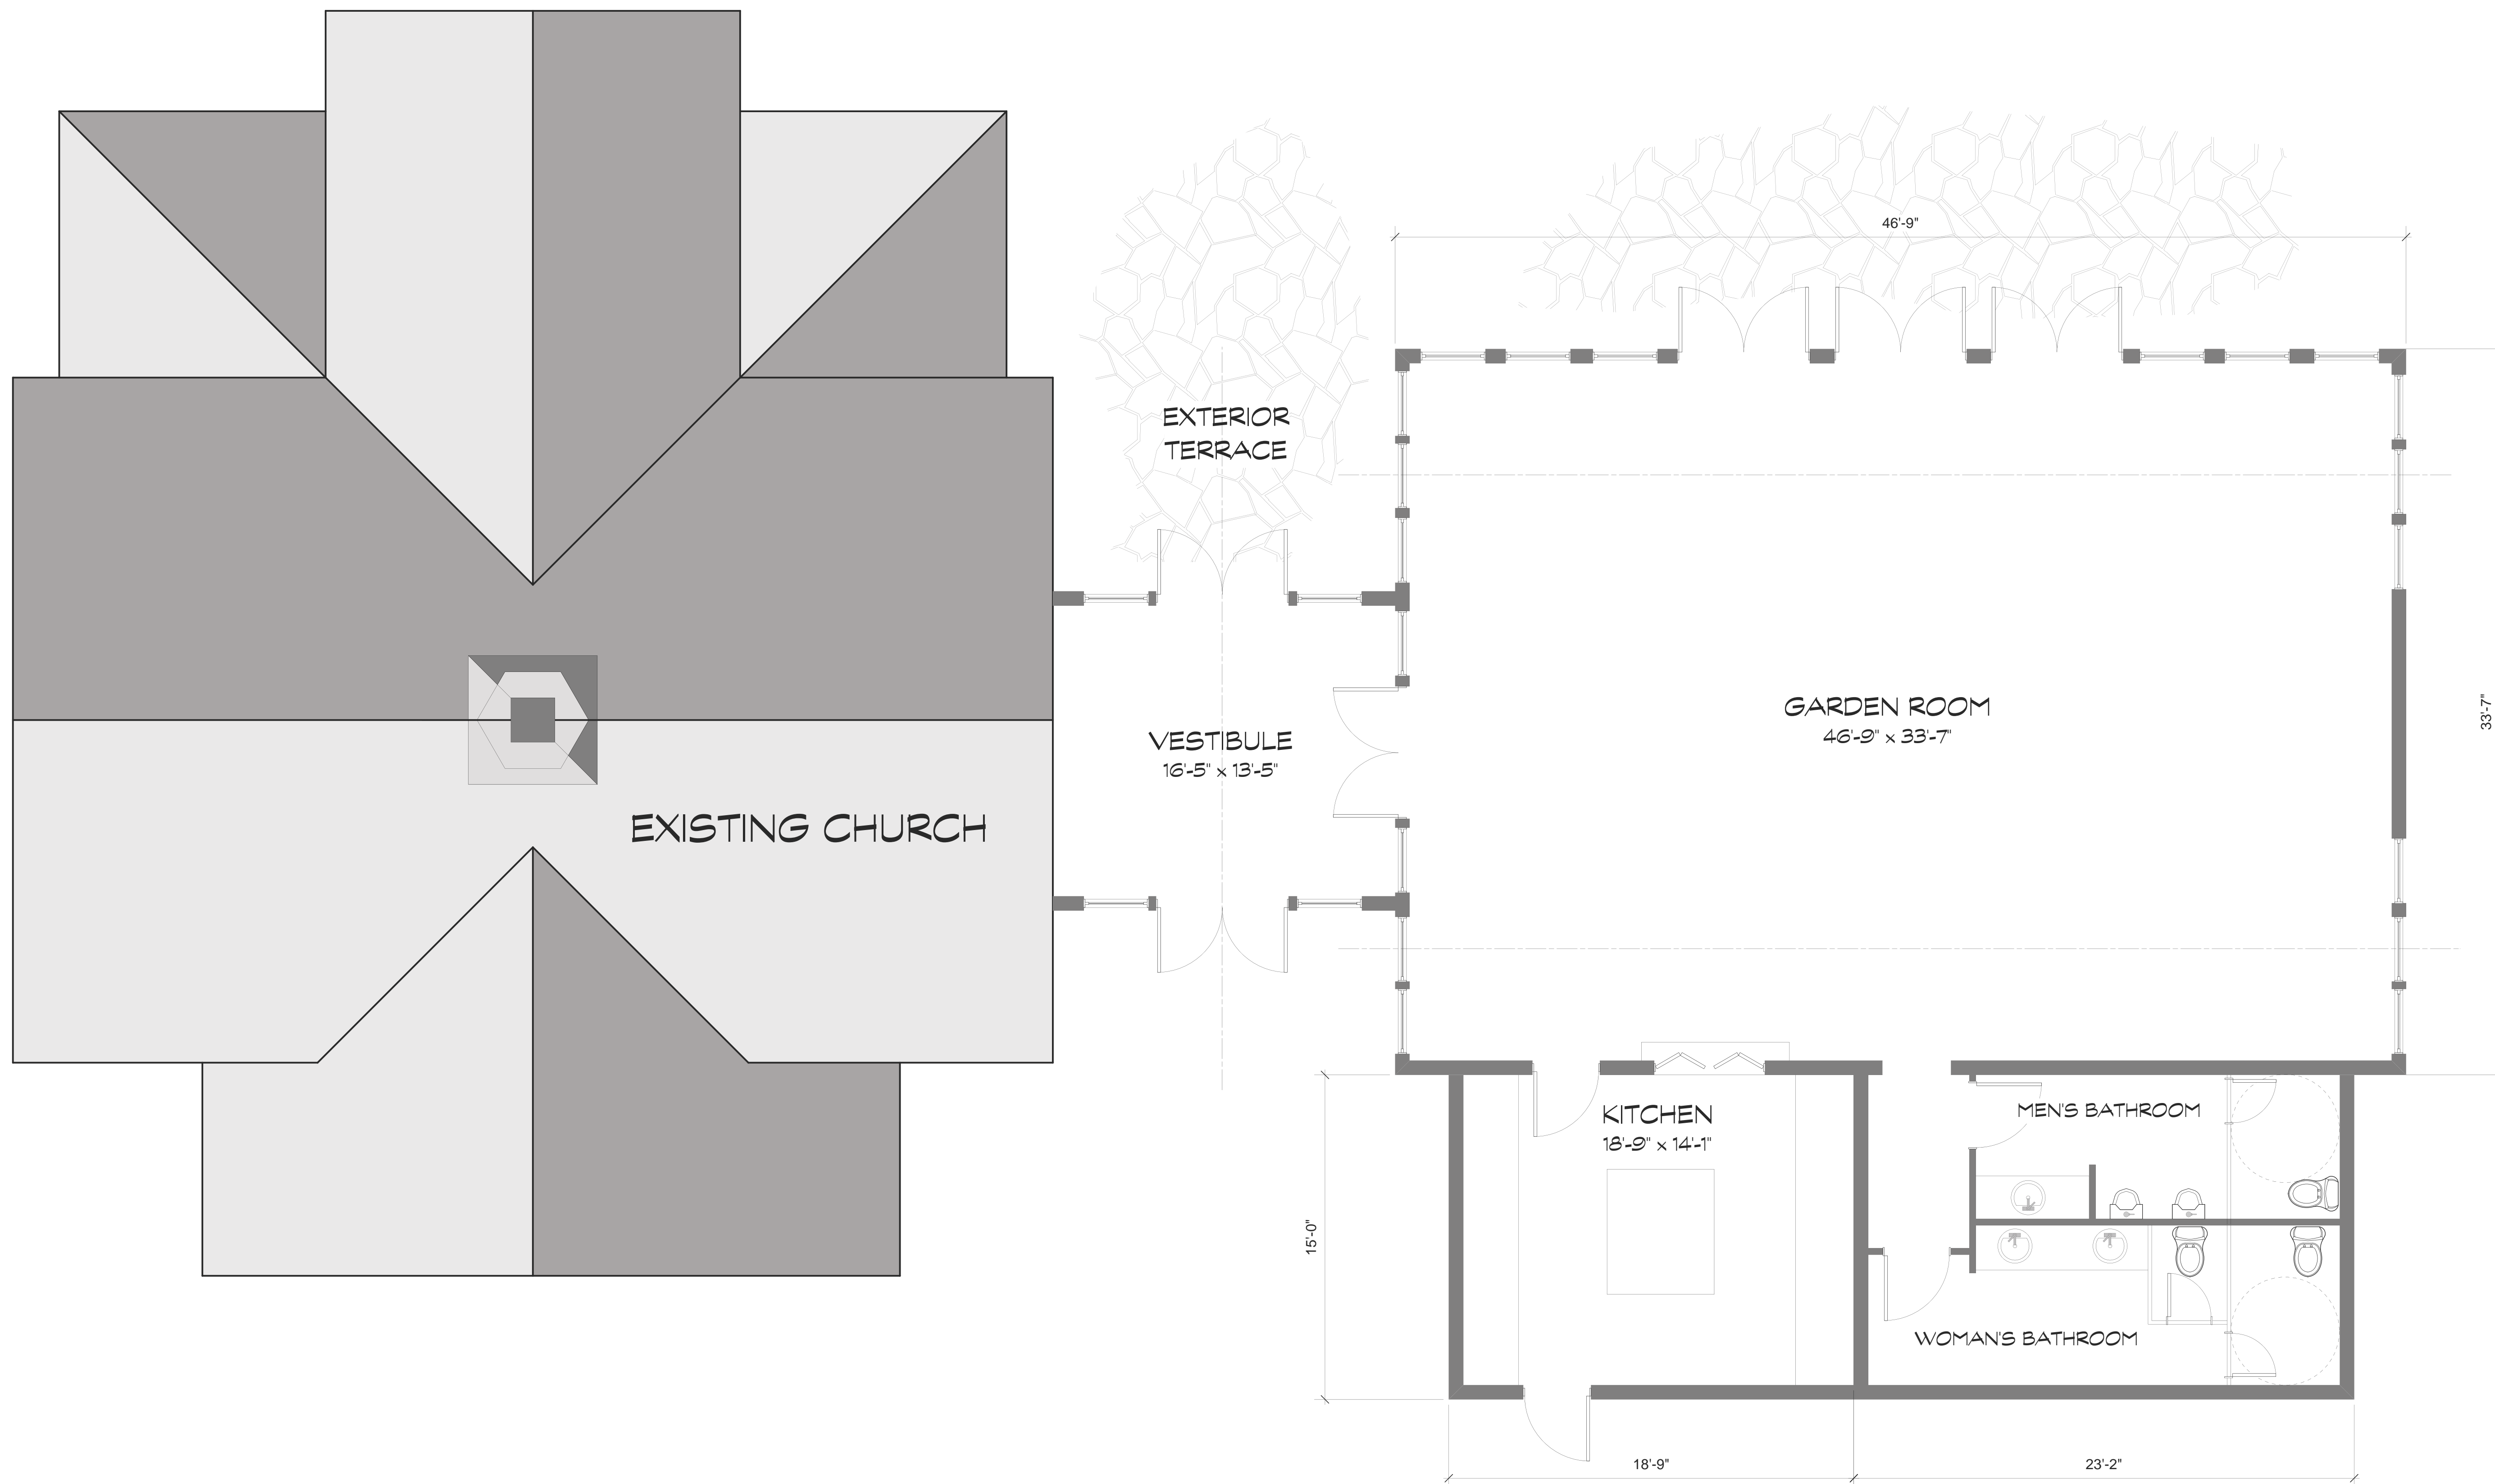 46'-9"
EXTERIOR
TERRACE
GARDEN ROOM
46'-9" x 33'-7"
33'-7"
VESTIBULE
16'-5" x 13'-5"
EXISTING CHURCH
KITCHEN
18'-9" x 14'-1"
MEN'S BATHROOM
15'-0"
WOMAN'S BATHROOM
18'-9"
23'-2"